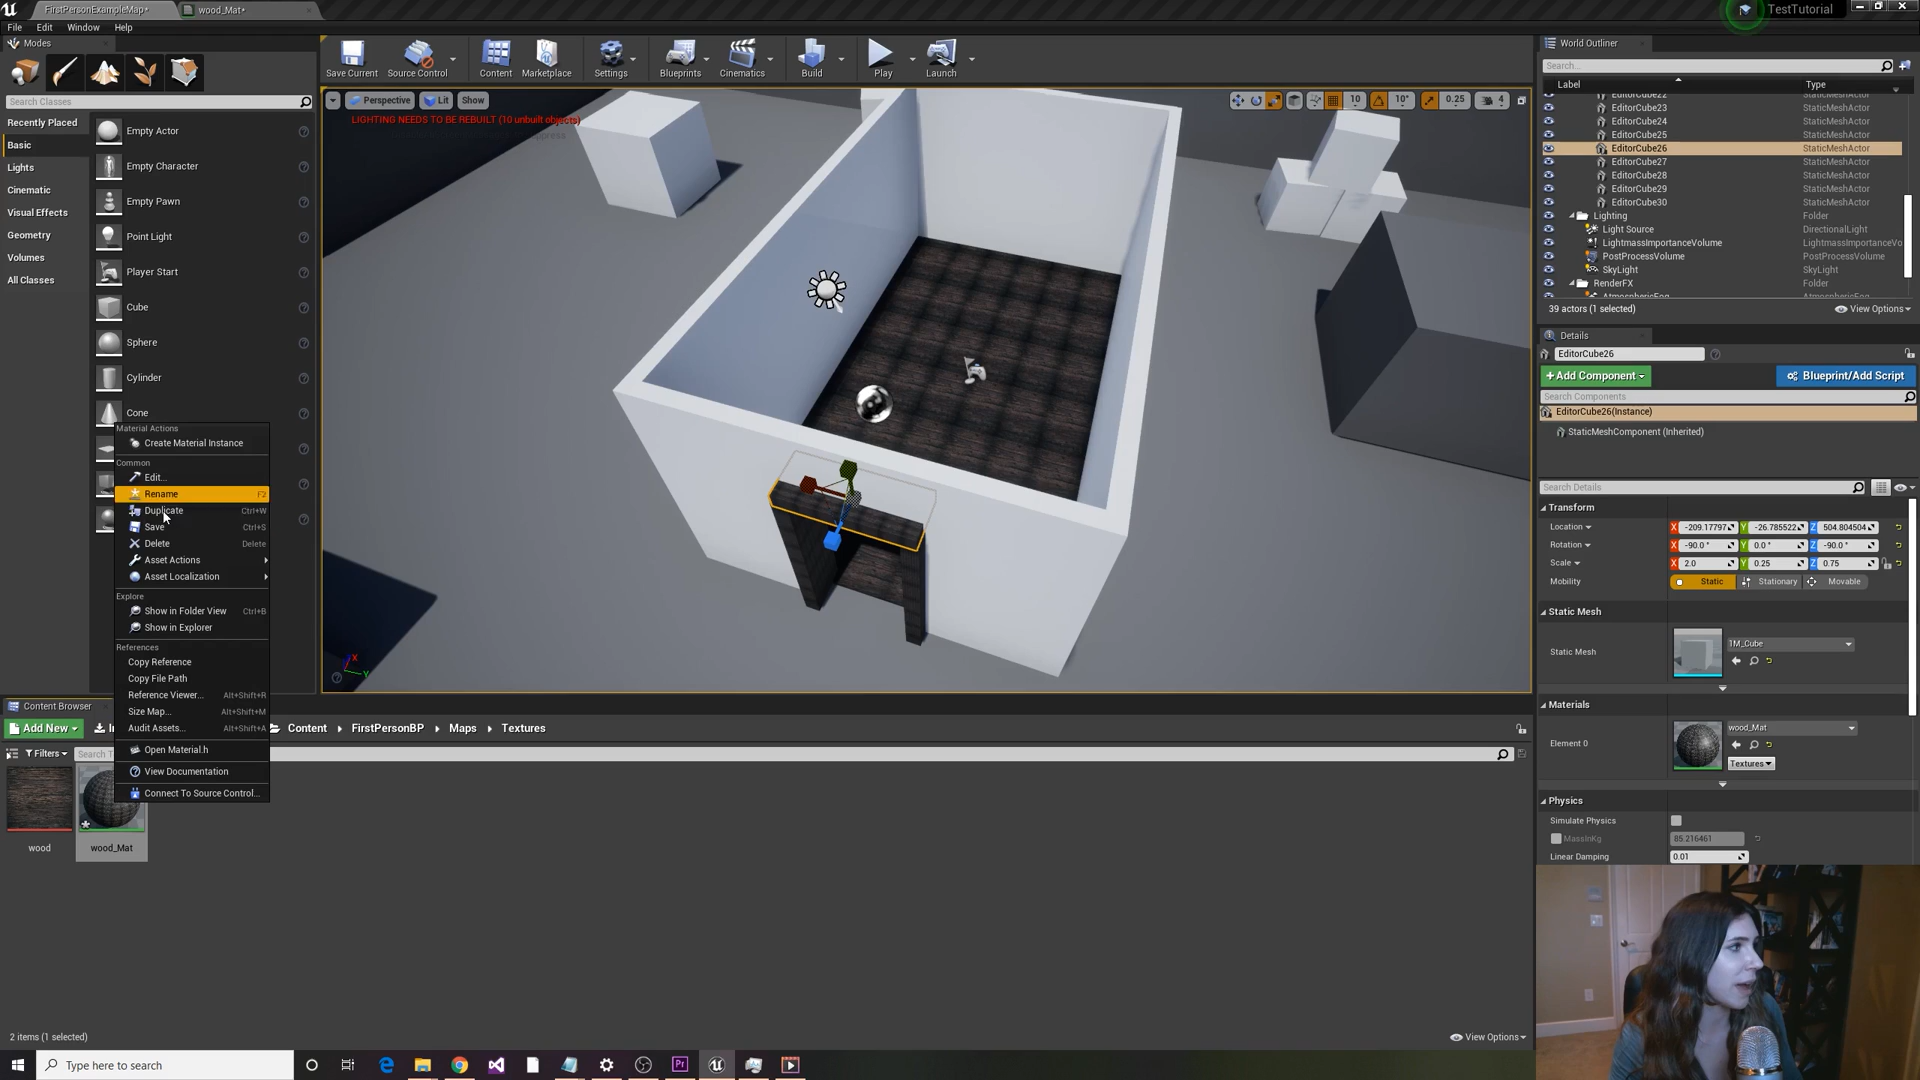 FirstPersonExampleMap*
wood_Mat*
TestTutorial
File Edit Window Help
Modes
Search Classes
Recently Placed
Basic
Lights
Cinematic
Visual Effects
Geometry
Volumes
All Classes
Empty Actor
Empty Character
Empty Pawn
Point Light
Player Start
Cube
Sphere
Cylinder
Cone
Material Actions
Create Material Instance
Common
Edit...
Rename F2
Duplicate Ctrl+W
Save Ctrl+S
Delete Delete
Asset Actions
Asset Localization
Explore
Show in Folder View Ctrl+B
Show in Explorer
References
Copy Reference
Copy File Path
Reference Viewer... Alt+Shift+R
Size Map... Alt+Shift+M
Audit Assets... Alt+Shift+A
Open Material.h
View Documentation
Connect To Source Control...
Save Current
Source Control
Content
Marketplace
Settings
Blueprints
Cinematics
Build
Play
Launch
Perspective Lit Show
10 10° 0.25 4
LIGHTING NEEDS TO BE REBUILT (10 unbuilt objects)
X
Y
World Outliner
Search...
Label Type
EditorCube22 StaticMeshActor
EditorCube23 StaticMeshActor
EditorCube24 StaticMeshActor
EditorCube25 StaticMeshActor
EditorCube26 StaticMeshActor
EditorCube27 StaticMeshActor
EditorCube28 StaticMeshActor
EditorCube29 StaticMeshActor
EditorCube30 StaticMeshActor
Lighting Folder
Light Source DirectionalLight
LightmassImportanceVolume LightmassImportanceVo
PostProcessVolume PostProcessVolume
SkyLight SkyLight
RenderFX Folder
AtmosphericFog AtmosphericFog
39 actors (1 selected) View Options
Details
EditorCube26
+Add Component Blueprint/Add Script
Search Components
EditorCube26(Instance)
StaticMeshComponent (Inherited)
Search Details
Transform
Location X -209.17797 Y -26.785522 Z 504.804504
Rotation X -90.0 ° Y 0.0 ° Z -90.0 °
Scale X 2.0 Y 0.25 Z 0.75
Mobility Static Stationary Movable
Static Mesh
Static Mesh 1M_Cube
Materials
Element 0 wood_Mat
Textures
Physics
Simulate Physics
MassInKg 85.216461
Linear Damping 0.01
Content Browser
Add New
Content FirstPersonBP Maps Textures
Filters
wood
wood_Mat
2 items (1 selected)
View Options
Type here to search
Pr